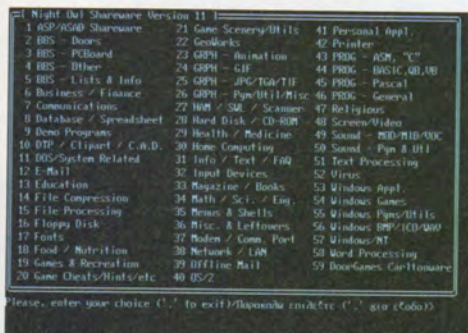 [ Night Owl Shareware Version 11 ]
1 ASP/ASAD Shareware
2 BBS - Doors
3 BBS - PCBoard
4 BBS - Other
5 BBS - Lists & Info
6 Business / Finance
7 Communications
8 Database / Spreadsheet
9 Demo Programs
10 DTP / Clipart / C.A.D.
11 DOS/System Related
12 E-Mail
13 Education
14 File Compression
15 File Processing
16 Floppy Disk
17 Fonts
18 Food / Nutrition
19 Games & Recreation
20 Game Cheats/Hints/etc
21 Game Scenery/Utils
22 GeoWorks
23 GRPH - Animation
24 GRPH - GIF
25 GRPH - JPG/TGA/TIF
26 GRPH - Pgm/Util/Misc
27 HAM / SWL / Scanner
28 Hard Disk / CD-ROM
29 Health / Medicine
30 Home Computing
31 Info / Text / FAQ
32 Input Devices
33 Magazine / Books
34 Math / Sci. / Eng.
35 Menus & Shells
36 Misc. & Leftovers
37 Modem / Comm. Port
38 Network / LAN
39 Offline Mail
40 OS/2
41 Personal Appl.
42 Printer
43 PROG - ASM, "C"
44 PROG - BASIC,QB,VB
45 PROG - Pascal
46 PROG - General
47 Religious
48 Screen/Video
49 Sound - MOD/MID/VOC
50 Sound - Pgm & Utl
51 Text Processing
52 Virus
53 Windows Appl.
54 Windows Games
55 Windows Pgms/Utils
56 Windows BMP/ICO/WAV
57 Windows/NT
58 Word Processing
59 DoorGames Carltonware
Please, enter your choice ('.' to exit)/Παρακαλω επιλεξτε ('.' για εξοδο)>